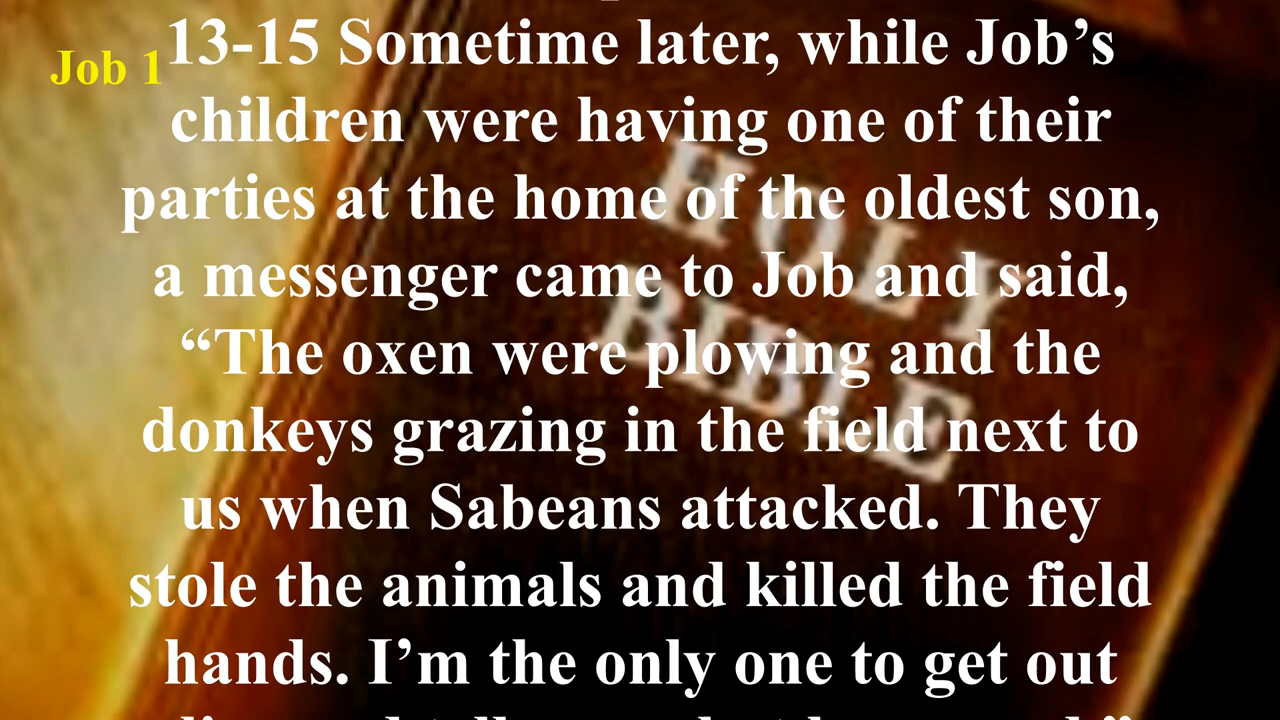 Job 1
13-15 Sometime later, while Job’s
children were having one of their
parties at the home of the oldest son,
a messenger came to Job and said,
“The oxen were plowing and the
donkeys grazing in the field next to
us when Sabeans attacked. They
stole the animals and killed the field
hands. I’m the only one to get out
HOLY
BIBLE